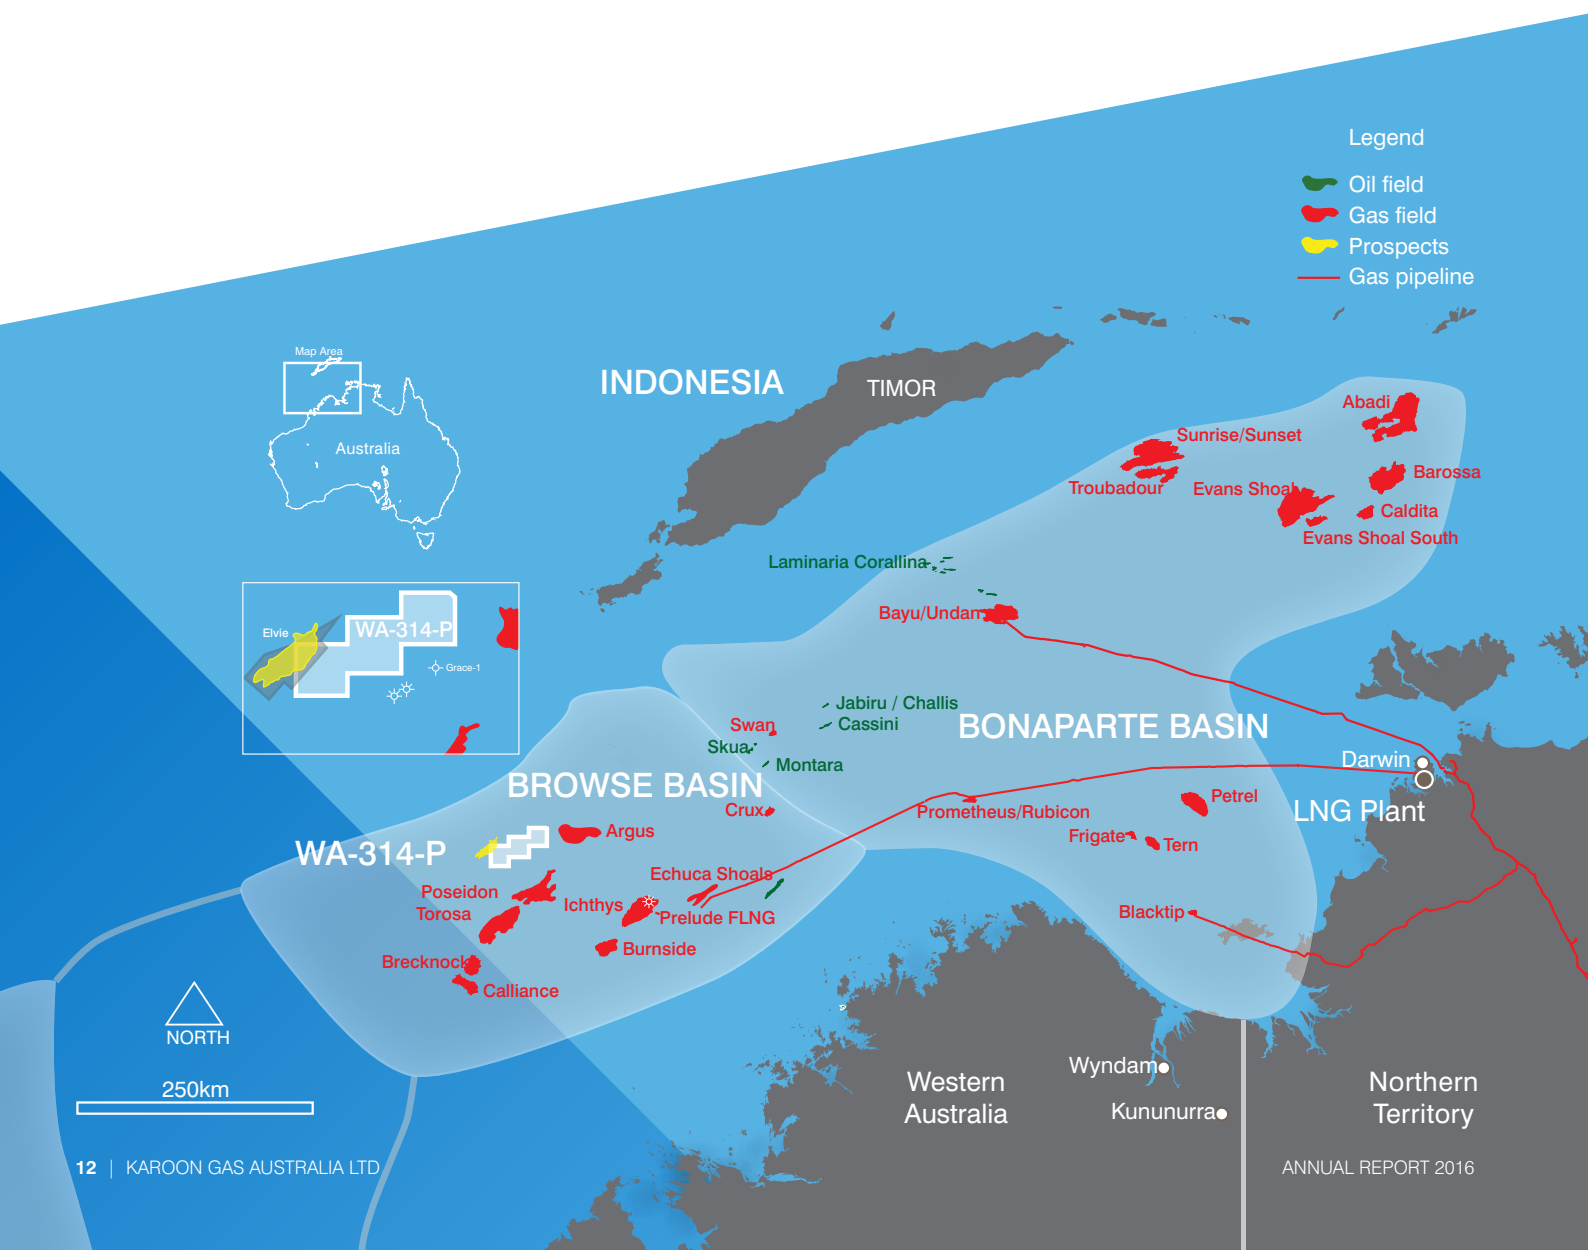 Legend
Oil field
Gas field
Prospects
Gas pipeline
Map Area
Australia
INDONESIA
TIMOR
Abadi
Sunrise/Sunset
Troubadour
Evans Shoal
Barossa
Caldita
Evans Shoal South
Laminaria Corallina
Bayu/Undan
Elvie
WA-314-P
Grace-1
Jabiru / Challis
Cassini
Swan
Skua
Montara
BONAPARTE BASIN
BROWSE BASIN
Darwin
LNG Plant
Crux
Prometheus/Rubicon
Petrel
Frigate
Tern
WA-314-P
Argus
Echuca Shoals
Poseidon
Torosa
Ichthys
Prelude FLNG
Blacktip
Burnside
Brecknock
Calliance
NORTH
250km
Wyndam
Kununurra
Western
Australia
Northern
Territory
12 | KAROON GAS AUSTRALIA LTD
ANNUAL REPORT 2016